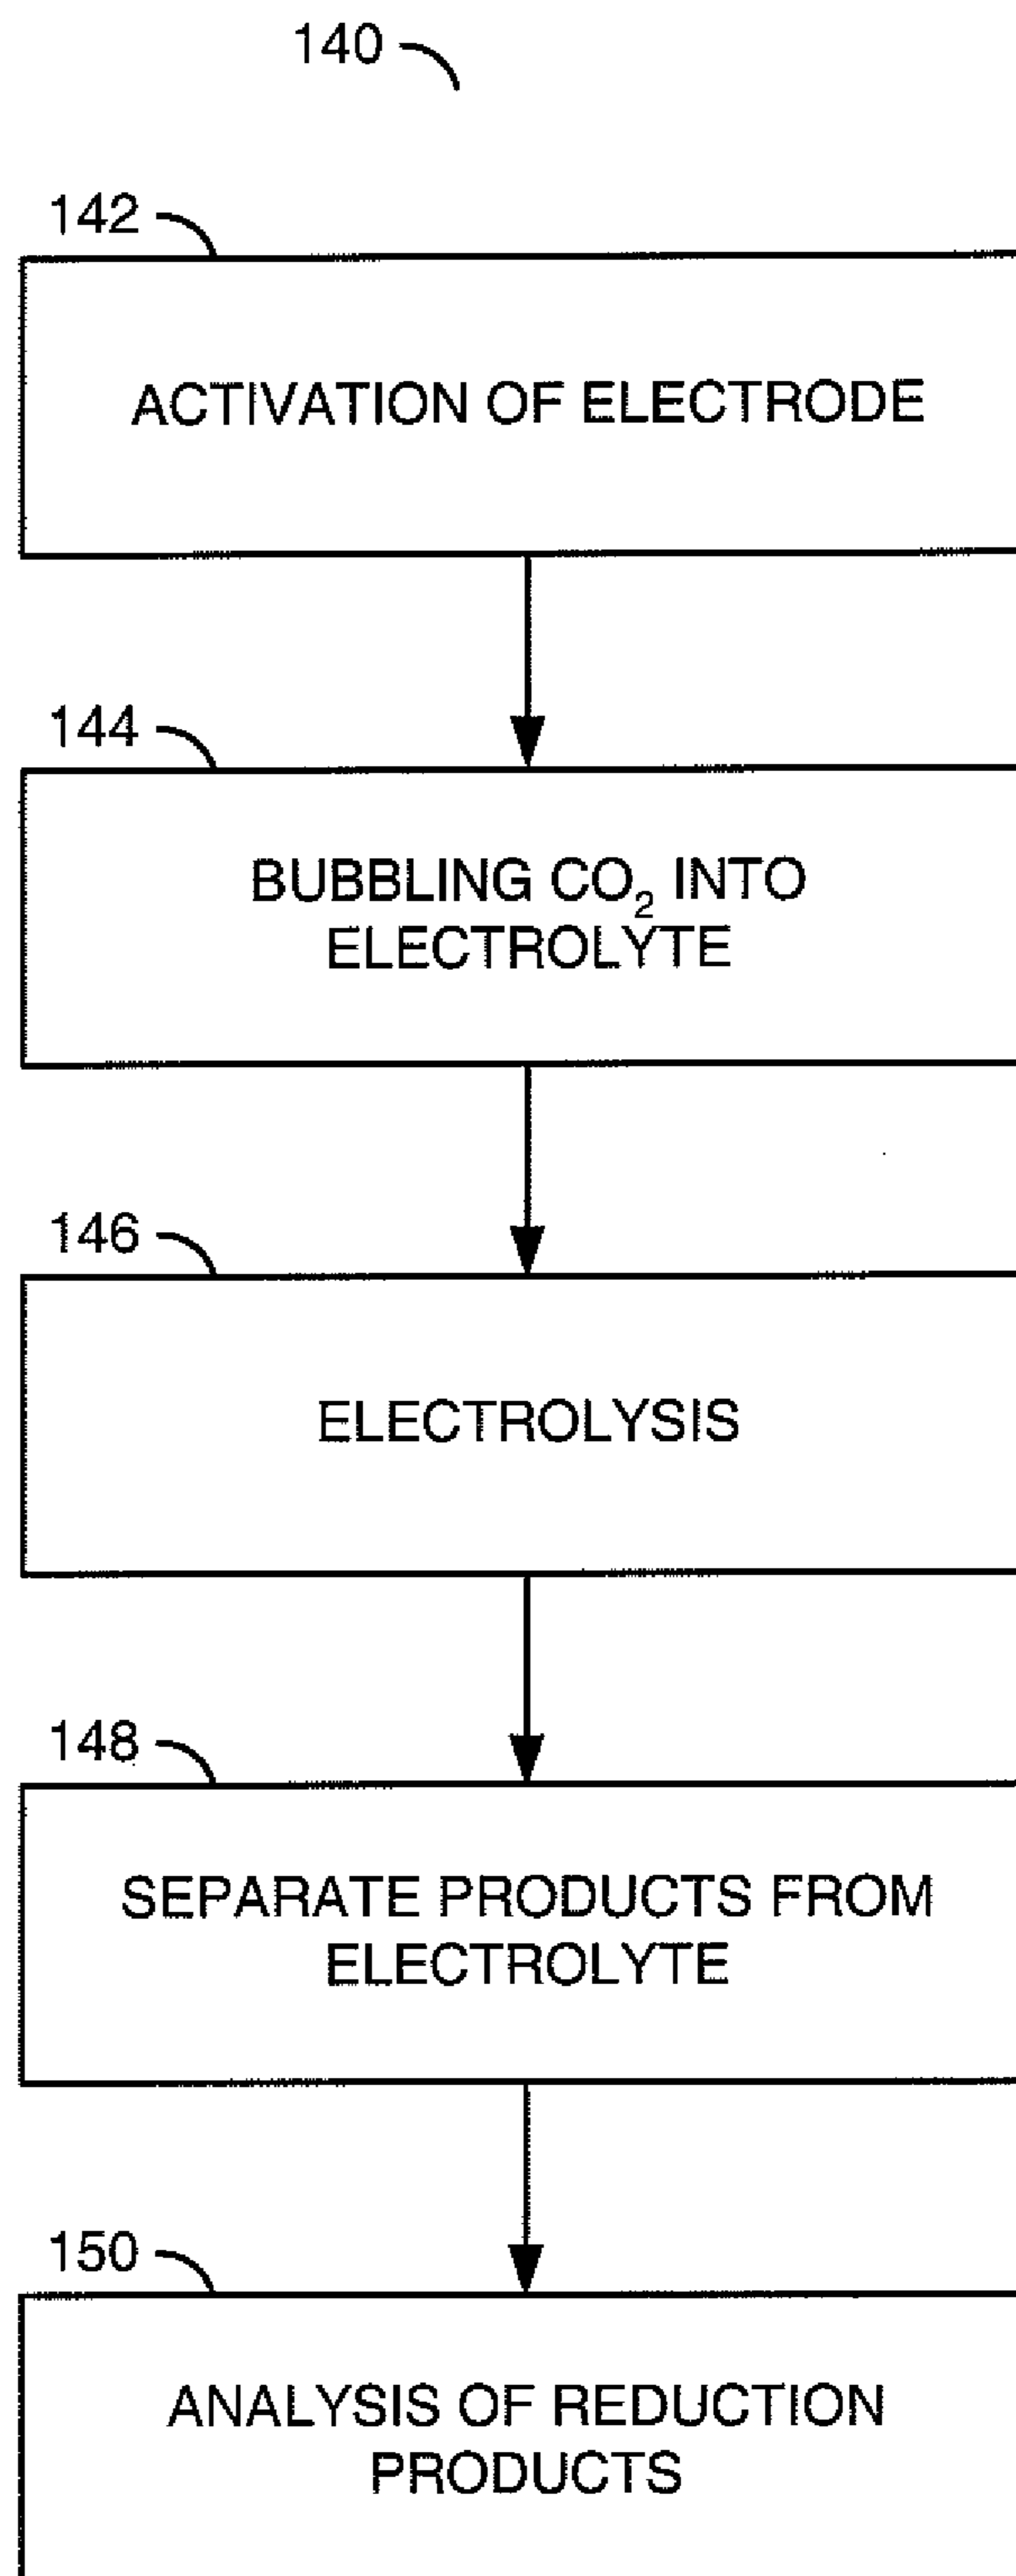 140
142
ACTIVATION OF ELECTRODE
144
BUBBLING CO₂ INTO
ELECTROLYTE
146
ELECTROLYSIS
148
SEPARATE PRODUCTS FROM
ELECTROLYTE
150
ANALYSIS OF REDUCTION
PRODUCTS